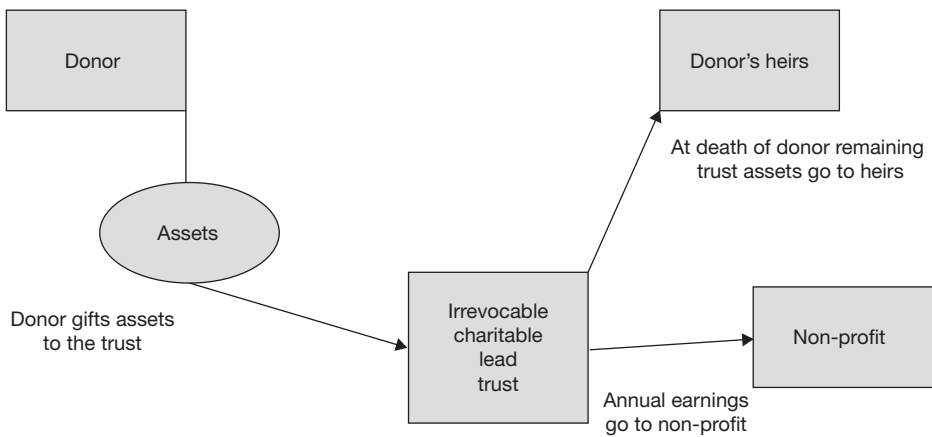 Donor
Donor's heirs
At death of donor remaining
trust assets go to heirs
Assets
Donor gifts assets
to the trust
Irrevocable
charitable
lead
trust
Non-profit
Annual earnings
go to non-profit